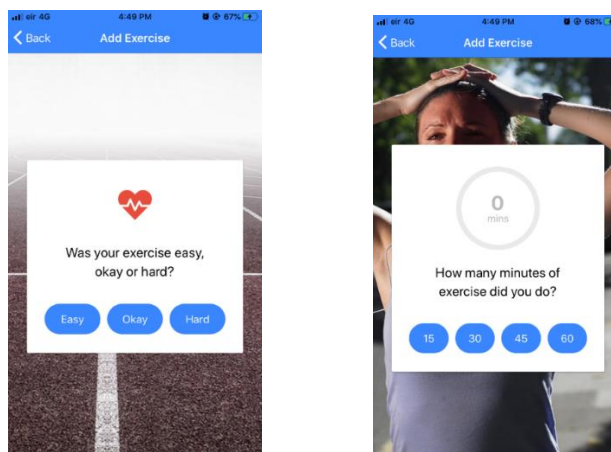 eir 4G 4:49 PM 67%
Back Add Exercise
Was your exercise easy,
okay or hard?
Easy Okay Hard
eir 4G 4:49 PM 68%
Back Add Exercise
0
mins
How many minutes of
exercise did you do?
15 30 45 60